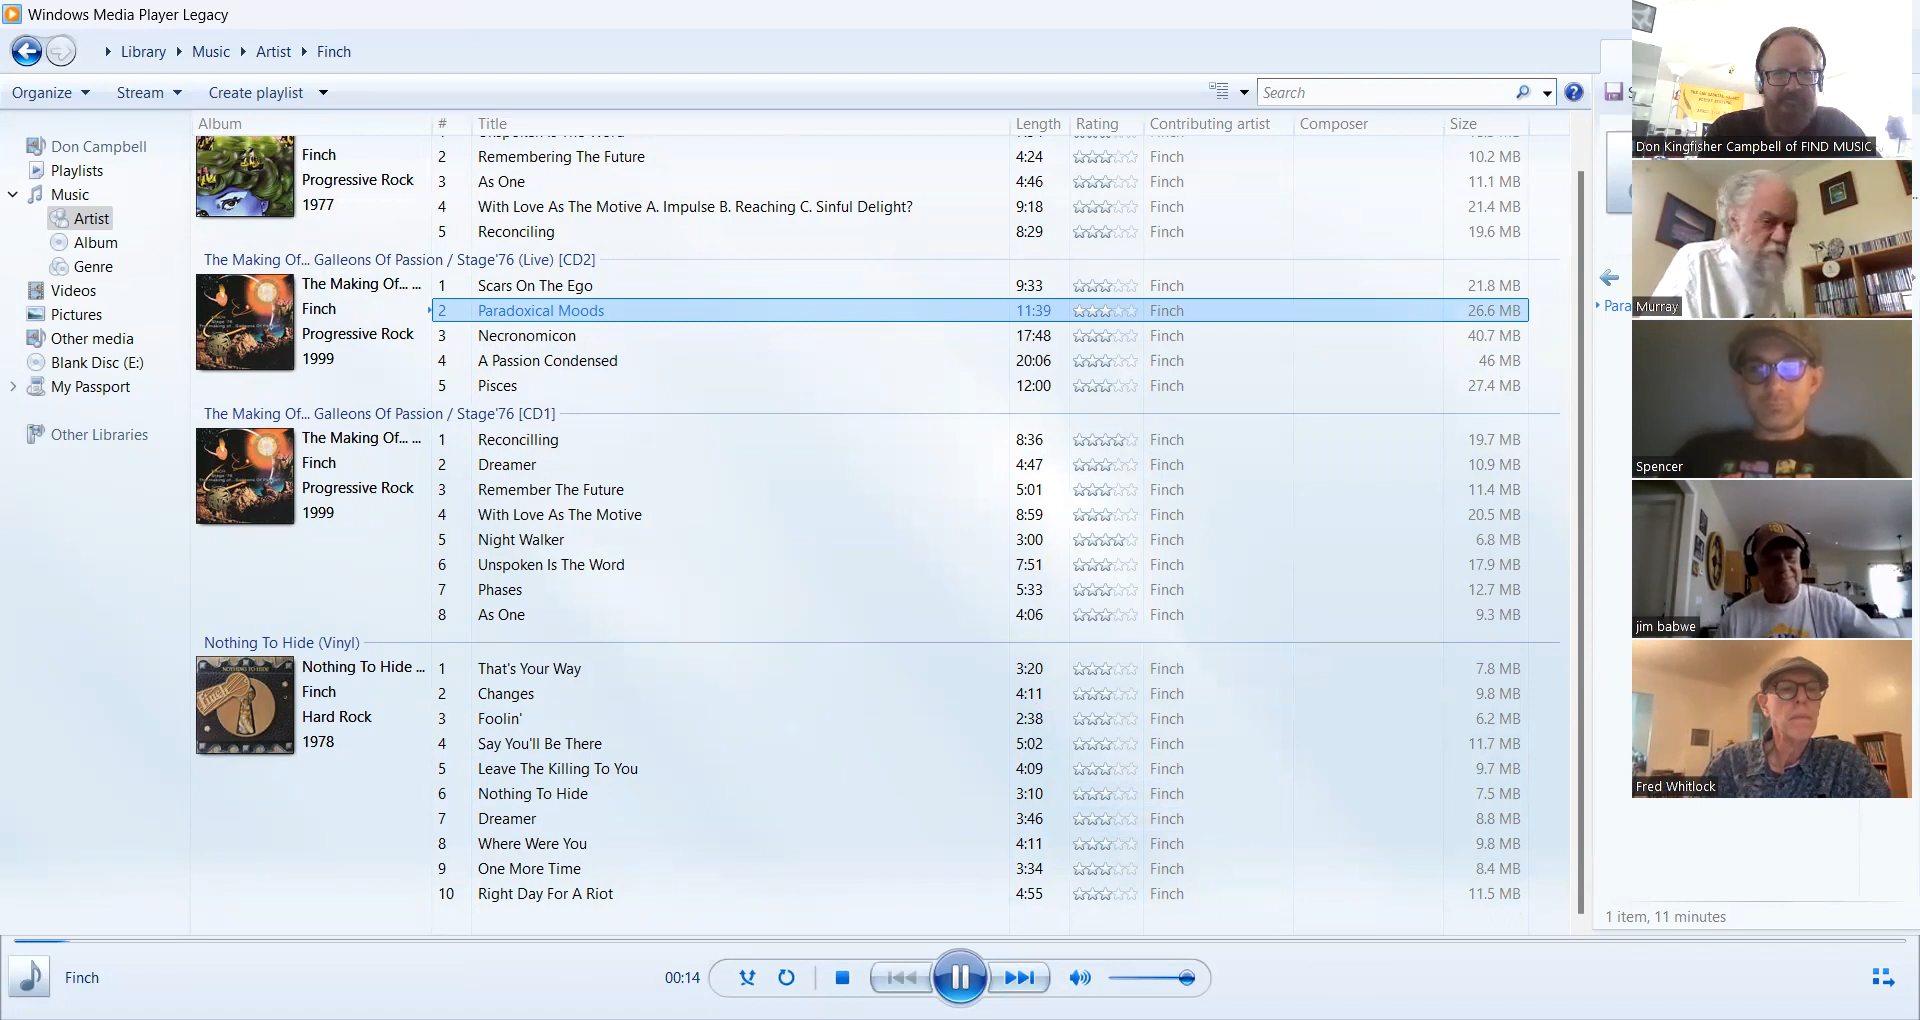 Windows Media Player Legacy
Library Music Artist Finch
Organize Stream Create playlist Search
Album # Title Length Rating Contributing artist Composer Size
Don Campbell
Playlists
Music
Artist
Album
Genre
Videos
Pictures
Other media
Blank Disc (E:)
My Passport
Other Libraries
Finch 2 Remembering The Future 4:24 Finch 10.2 MB
Progressive Rock 3 As One 4:46 Finch 11.1 MB
1977 4 With Love As The Motive A. Impulse B. Reaching C. Sinful Delight? 9:18 Finch 21.4 MB
5 Reconciling 8:29 Finch 19.6 MB
The Making Of... Galleons Of Passion / Stage'76 (Live) [CD2]
The Making Of... ... 1 Scars On The Ego 9:33 Finch 21.8 MB
Finch 2 Paradoxical Moods 11:39 Finch 26.6 MB
Progressive Rock 3 Necronomicon 17:48 Finch 40.7 MB
1999 4 A Passion Condensed 20:06 Finch 46 MB
5 Pisces 12:00 Finch 27.4 MB
The Making Of... Galleons Of Passion / Stage'76 [CD1]
The Making Of... ... 1 Reconcilling 8:36 Finch 19.7 MB
Finch 2 Dreamer 4:47 Finch 10.9 MB
Progressive Rock 3 Remember The Future 5:01 Finch 11.4 MB
1999 4 With Love As The Motive 8:59 Finch 20.5 MB
5 Night Walker 3:00 Finch 6.8 MB
6 Unspoken Is The Word 7:51 Finch 17.9 MB
7 Phases 5:33 Finch 12.7 MB
8 As One 4:06 Finch 9.3 MB
Nothing To Hide (Vinyl)
Nothing To Hide ... 1 That's Your Way 3:20 Finch 7.8 MB
Finch 2 Changes 4:11 Finch 9.8 MB
Hard Rock 3 Foolin' 2:38 Finch 6.2 MB
1978 4 Say You'll Be There 5:02 Finch 11.7 MB
5 Leave The Killing To You 4:09 Finch 9.7 MB
6 Nothing To Hide 3:10 Finch 7.5 MB
7 Dreamer 3:46 Finch 8.8 MB
8 Where Were You 4:11 Finch 9.8 MB
9 One More Time 3:34 Finch 8.4 MB
10 Right Day For A Riot 4:55 Finch 11.5 MB
Don Kingfisher Campbell of FIND MUSIC
Para
Murray
Spencer
jim babwe
Fred Whitlock
1 item, 11 minutes
Finch
00:14